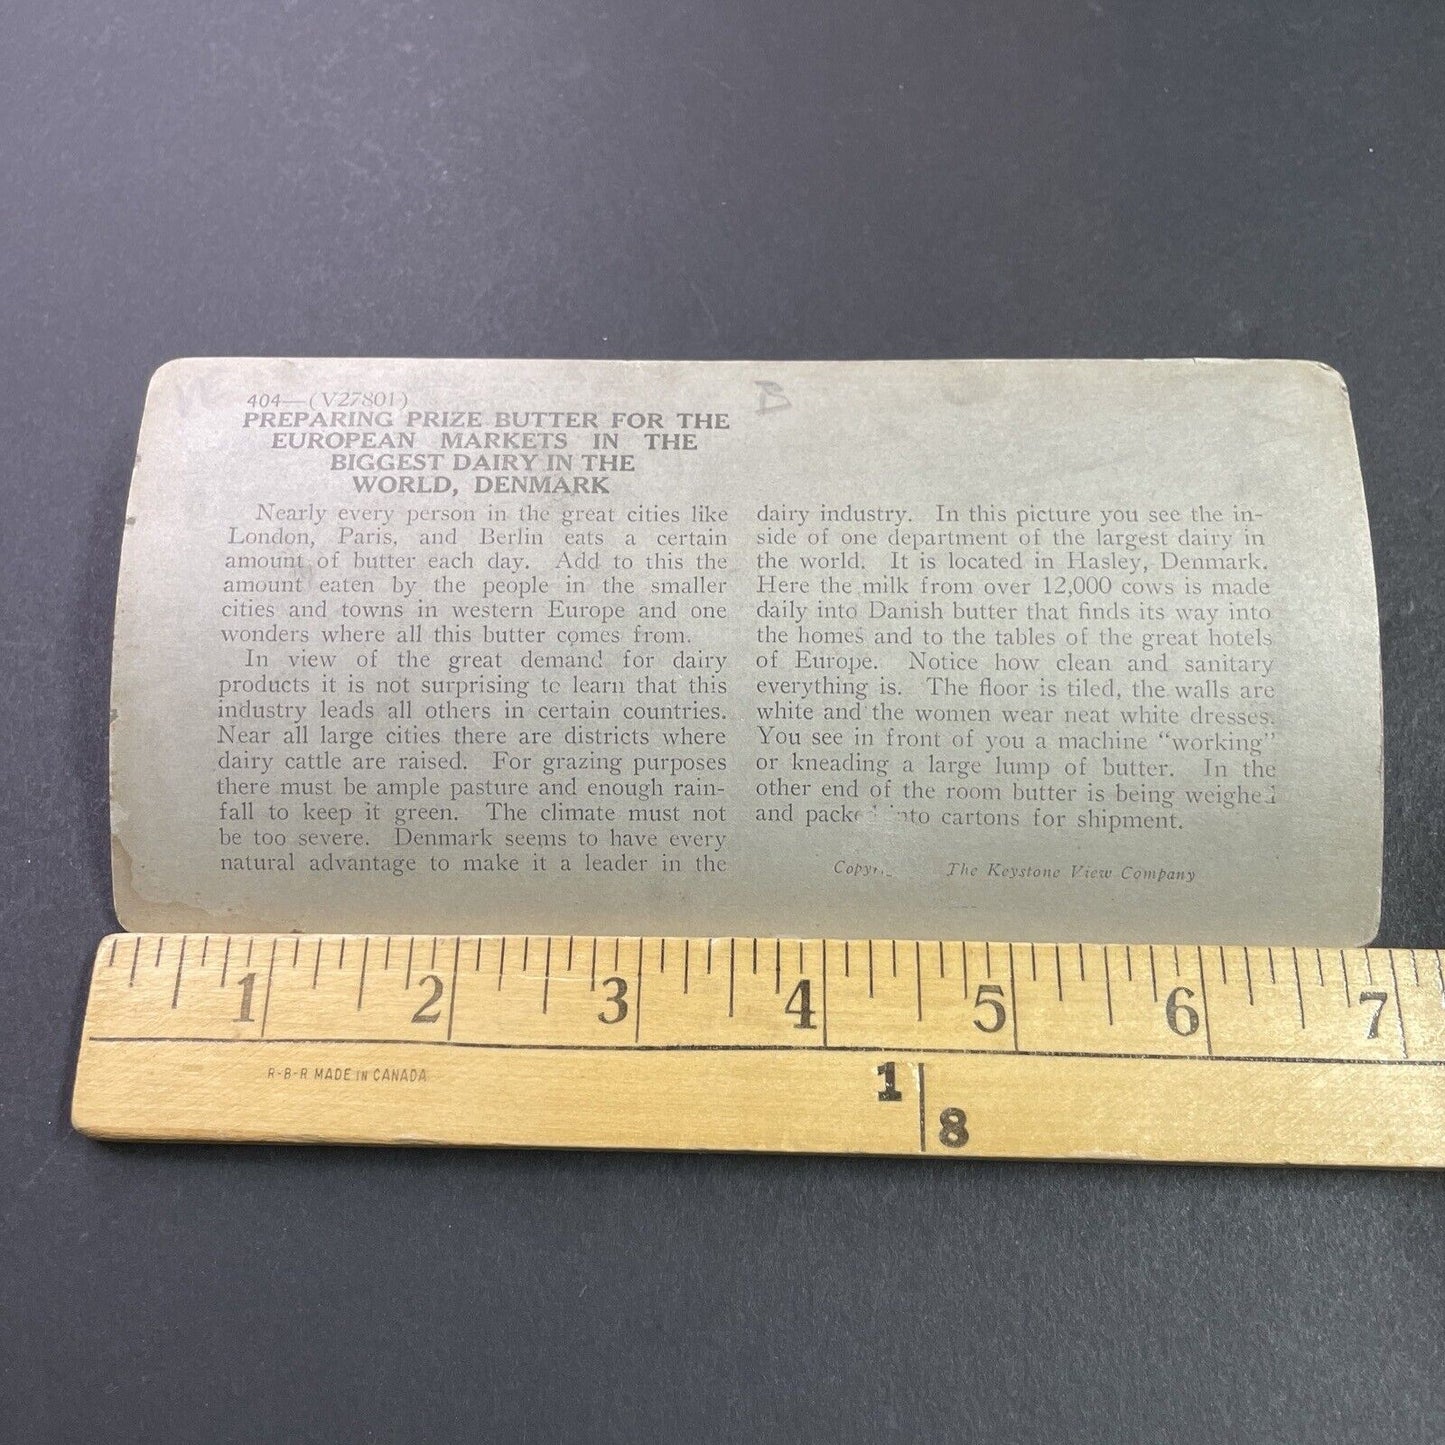 404—(V27801)
PREPARING PRIZE BUTTER FOR THE
EUROPEAN MARKETS IN THE
BIGGEST DAIRY IN THE
WORLD, DENMARK
Nearly every person in the great cities like
London, Paris, and Berlin eats a certain
amount of butter each day. Add to this the
amount eaten by the people in the smaller
cities and towns in western Europe and one
wonders where all this butter comes from.
In view of the great demand for dairy
products it is not surprising to learn that this
industry leads all others in certain countries.
Near all large cities there are districts where
dairy cattle are raised. For grazing purposes
there must be ample pasture and enough rain-
fall to keep it green. The climate must not
be too severe. Denmark seems to have every
natural advantage to make it a leader in the
B
dairy industry. In this picture you see the in-
side of one department of the largest dairy in
the world. It is located in Hasley, Denmark.
Here the milk from over 12,000 cows is made
daily into Danish butter that finds its way into
the homes and to the tables of the great hotels
of Europe. Notice how clean and sanitary
everything is. The floor is tiled, the walls are
white and the women wear neat white dresses.
You see in front of you a machine "working"
or kneading a large lump of butter. In the
other end of the room butter is being weighed
and packed into cartons for shipment.
The Keystone View Company
1 2 3 4 5 6 7
R-B-R MADE IN CANADA
1 8